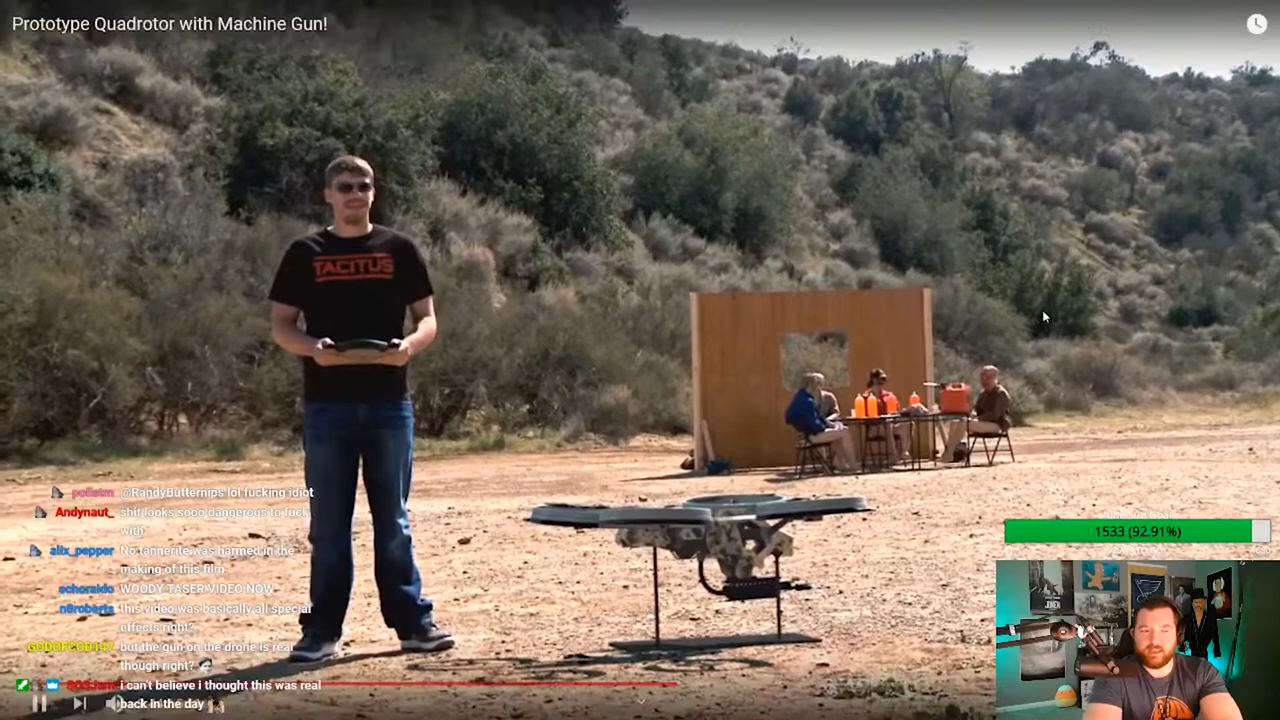 Prototype Quadrotor with Machine Gun!
TACITUS
@RandyButternips lol fucking idiot
Andynaut_ shit looks sooo dangerous to fuck
with
alix_pepper No tannerite was harmed in the
making of this film
echoraldo WOODY TASER VIDEO NOW
n8roberts this video was basically all special
effects right?
but the gun on the drone is real
though right?
i can't believe i thought this was real
back in the day
1533 (92.91%)
JOKER